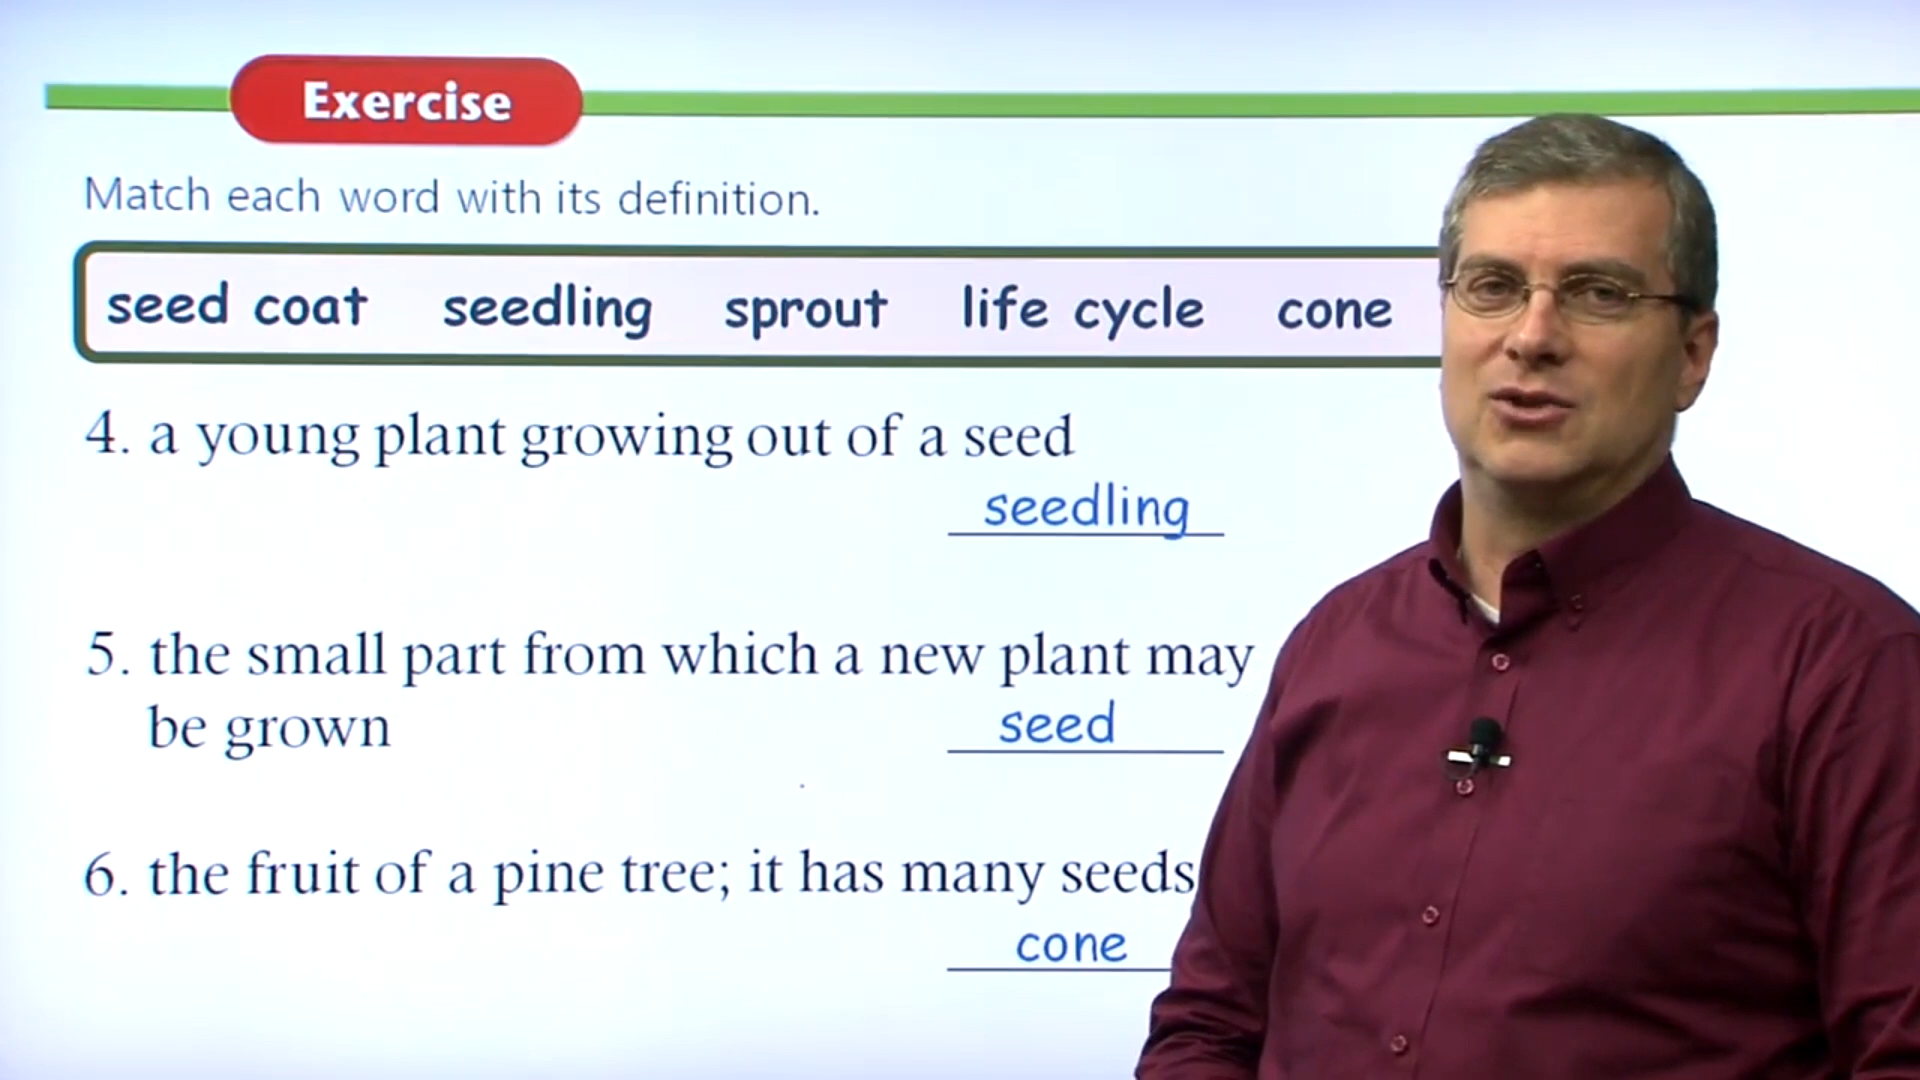 Exercise
Match each word with its definition.
seed coat seedling sprout life cycle cone
4. a young plant growing out of a seed
seedling
5. the small part from which a new plant may
be grown
seed
6. the fruit of a pine tree; it has many seeds
cone